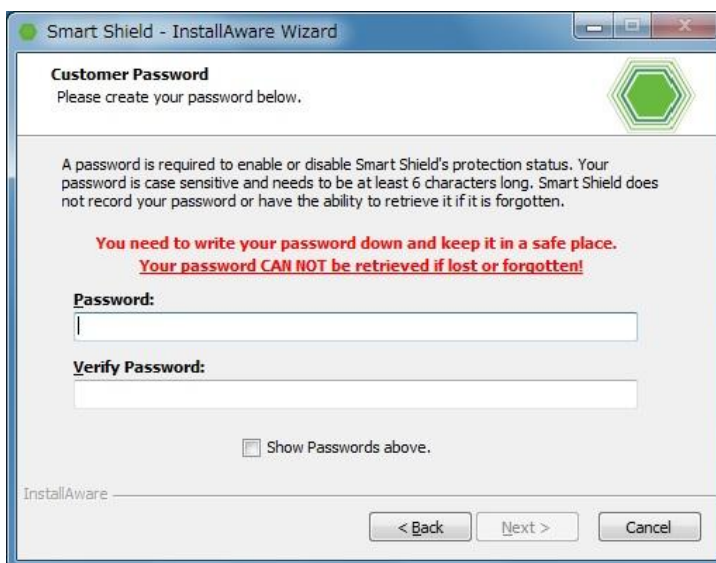 Smart Shield - InstallAware Wizard
Customer Password
Please create your password below.
A password is required to enable or disable Smart Shield's protection status. Your
password is case sensitive and needs to be at least 6 characters long. Smart Shield does
not record your password or have the ability to retrieve it if it is forgotten.
You need to write your password down and keep it in a safe place.
Your password CAN NOT be retrieved if lost or forgotten!
Password:
Verify Password:
Show Passwords above.
InstallAware
< Back Next > Cancel